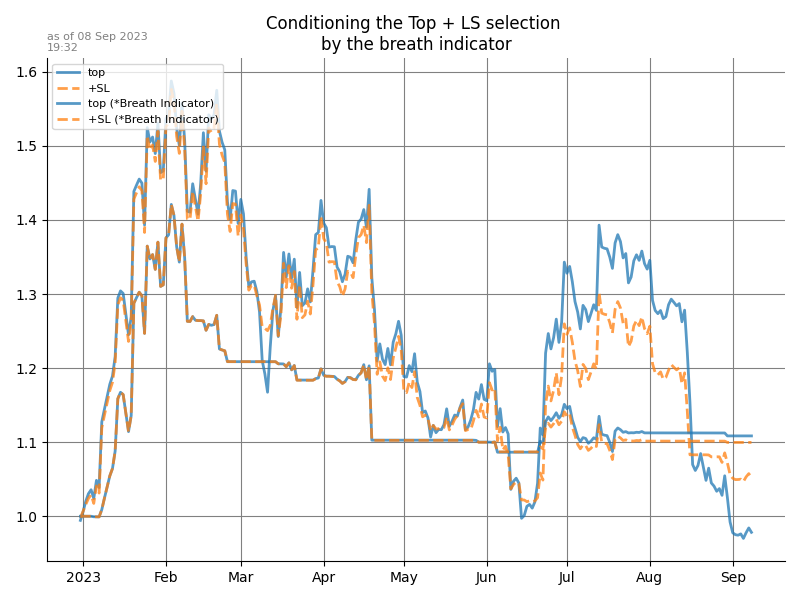 Conditioning the Top + LS selection
by the breath indicator
as of 08 Sep 2023
19:32
top
+SL
top (*Breath Indicator)
+SL (*Breath Indicator)
1.6
1.5
1.4
1.3
1.2
1.1
1.0
2023 Feb Mar Apr May Jun Jul Aug Sep